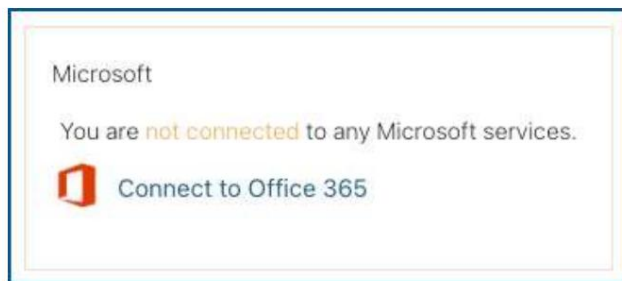 Microsoft
You are not connected to any Microsoft services.
Connect to Office 365